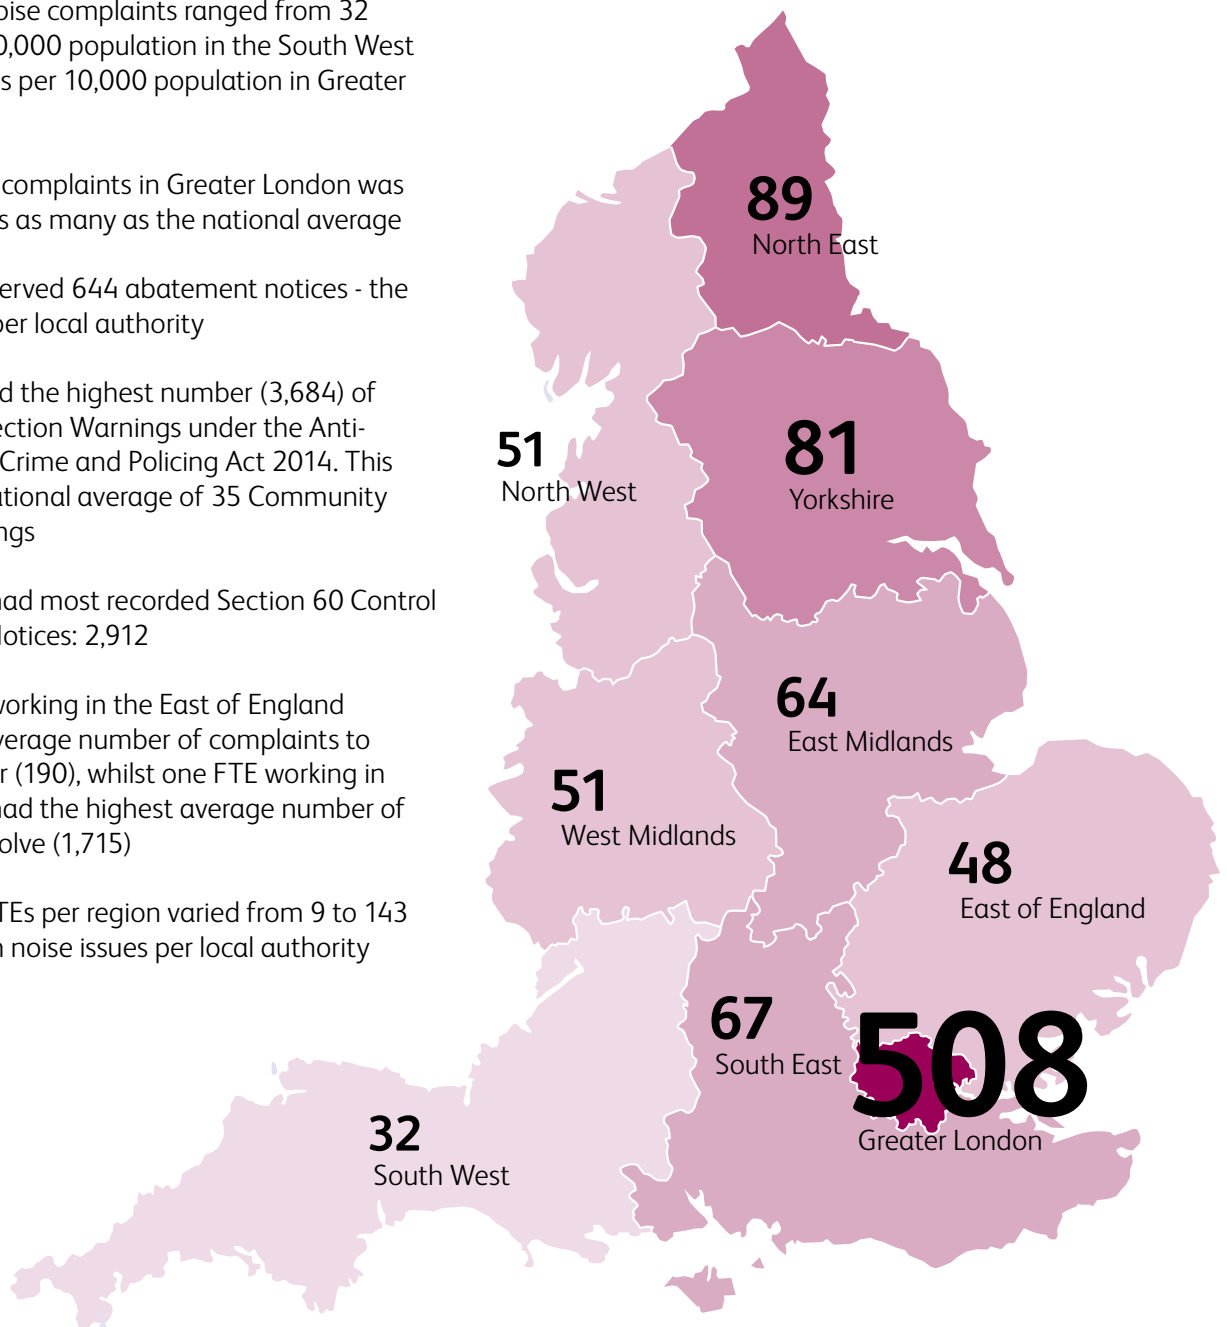 oise complaints ranged from 32
0,000 population in the South West
s per 10,000 population in Greater
complaints in Greater London was
s as many as the national average
erved 644 abatement notices - the
per local authority
d the highest number (3,684) of
ection Warnings under the Anti-
Crime and Policing Act 2014. This
ational average of 35 Community
ngs
had most recorded Section 60 Control
Notices: 2,912
working in the East of England
verage number of complaints to
r (190), whilst one FTE working in
had the highest average number of
olve (1,715)
TEs per region varied from 9 to 143
n noise issues per local authority
89
North East
51
North West
81
Yorkshire
64
East Midlands
51
West Midlands
48
East of England
67
South East
508
Greater London
32
South West